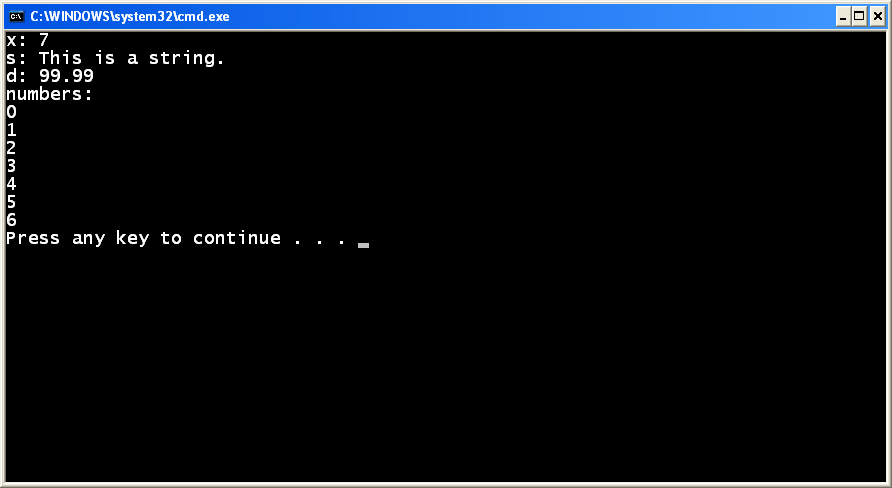 C:\WINDOWS\system32\cmd.exe
x: 7
s: This is a string.
d: 99.99
numbers:
0
1
2
3
4
5
6
Press any key to continue . . .